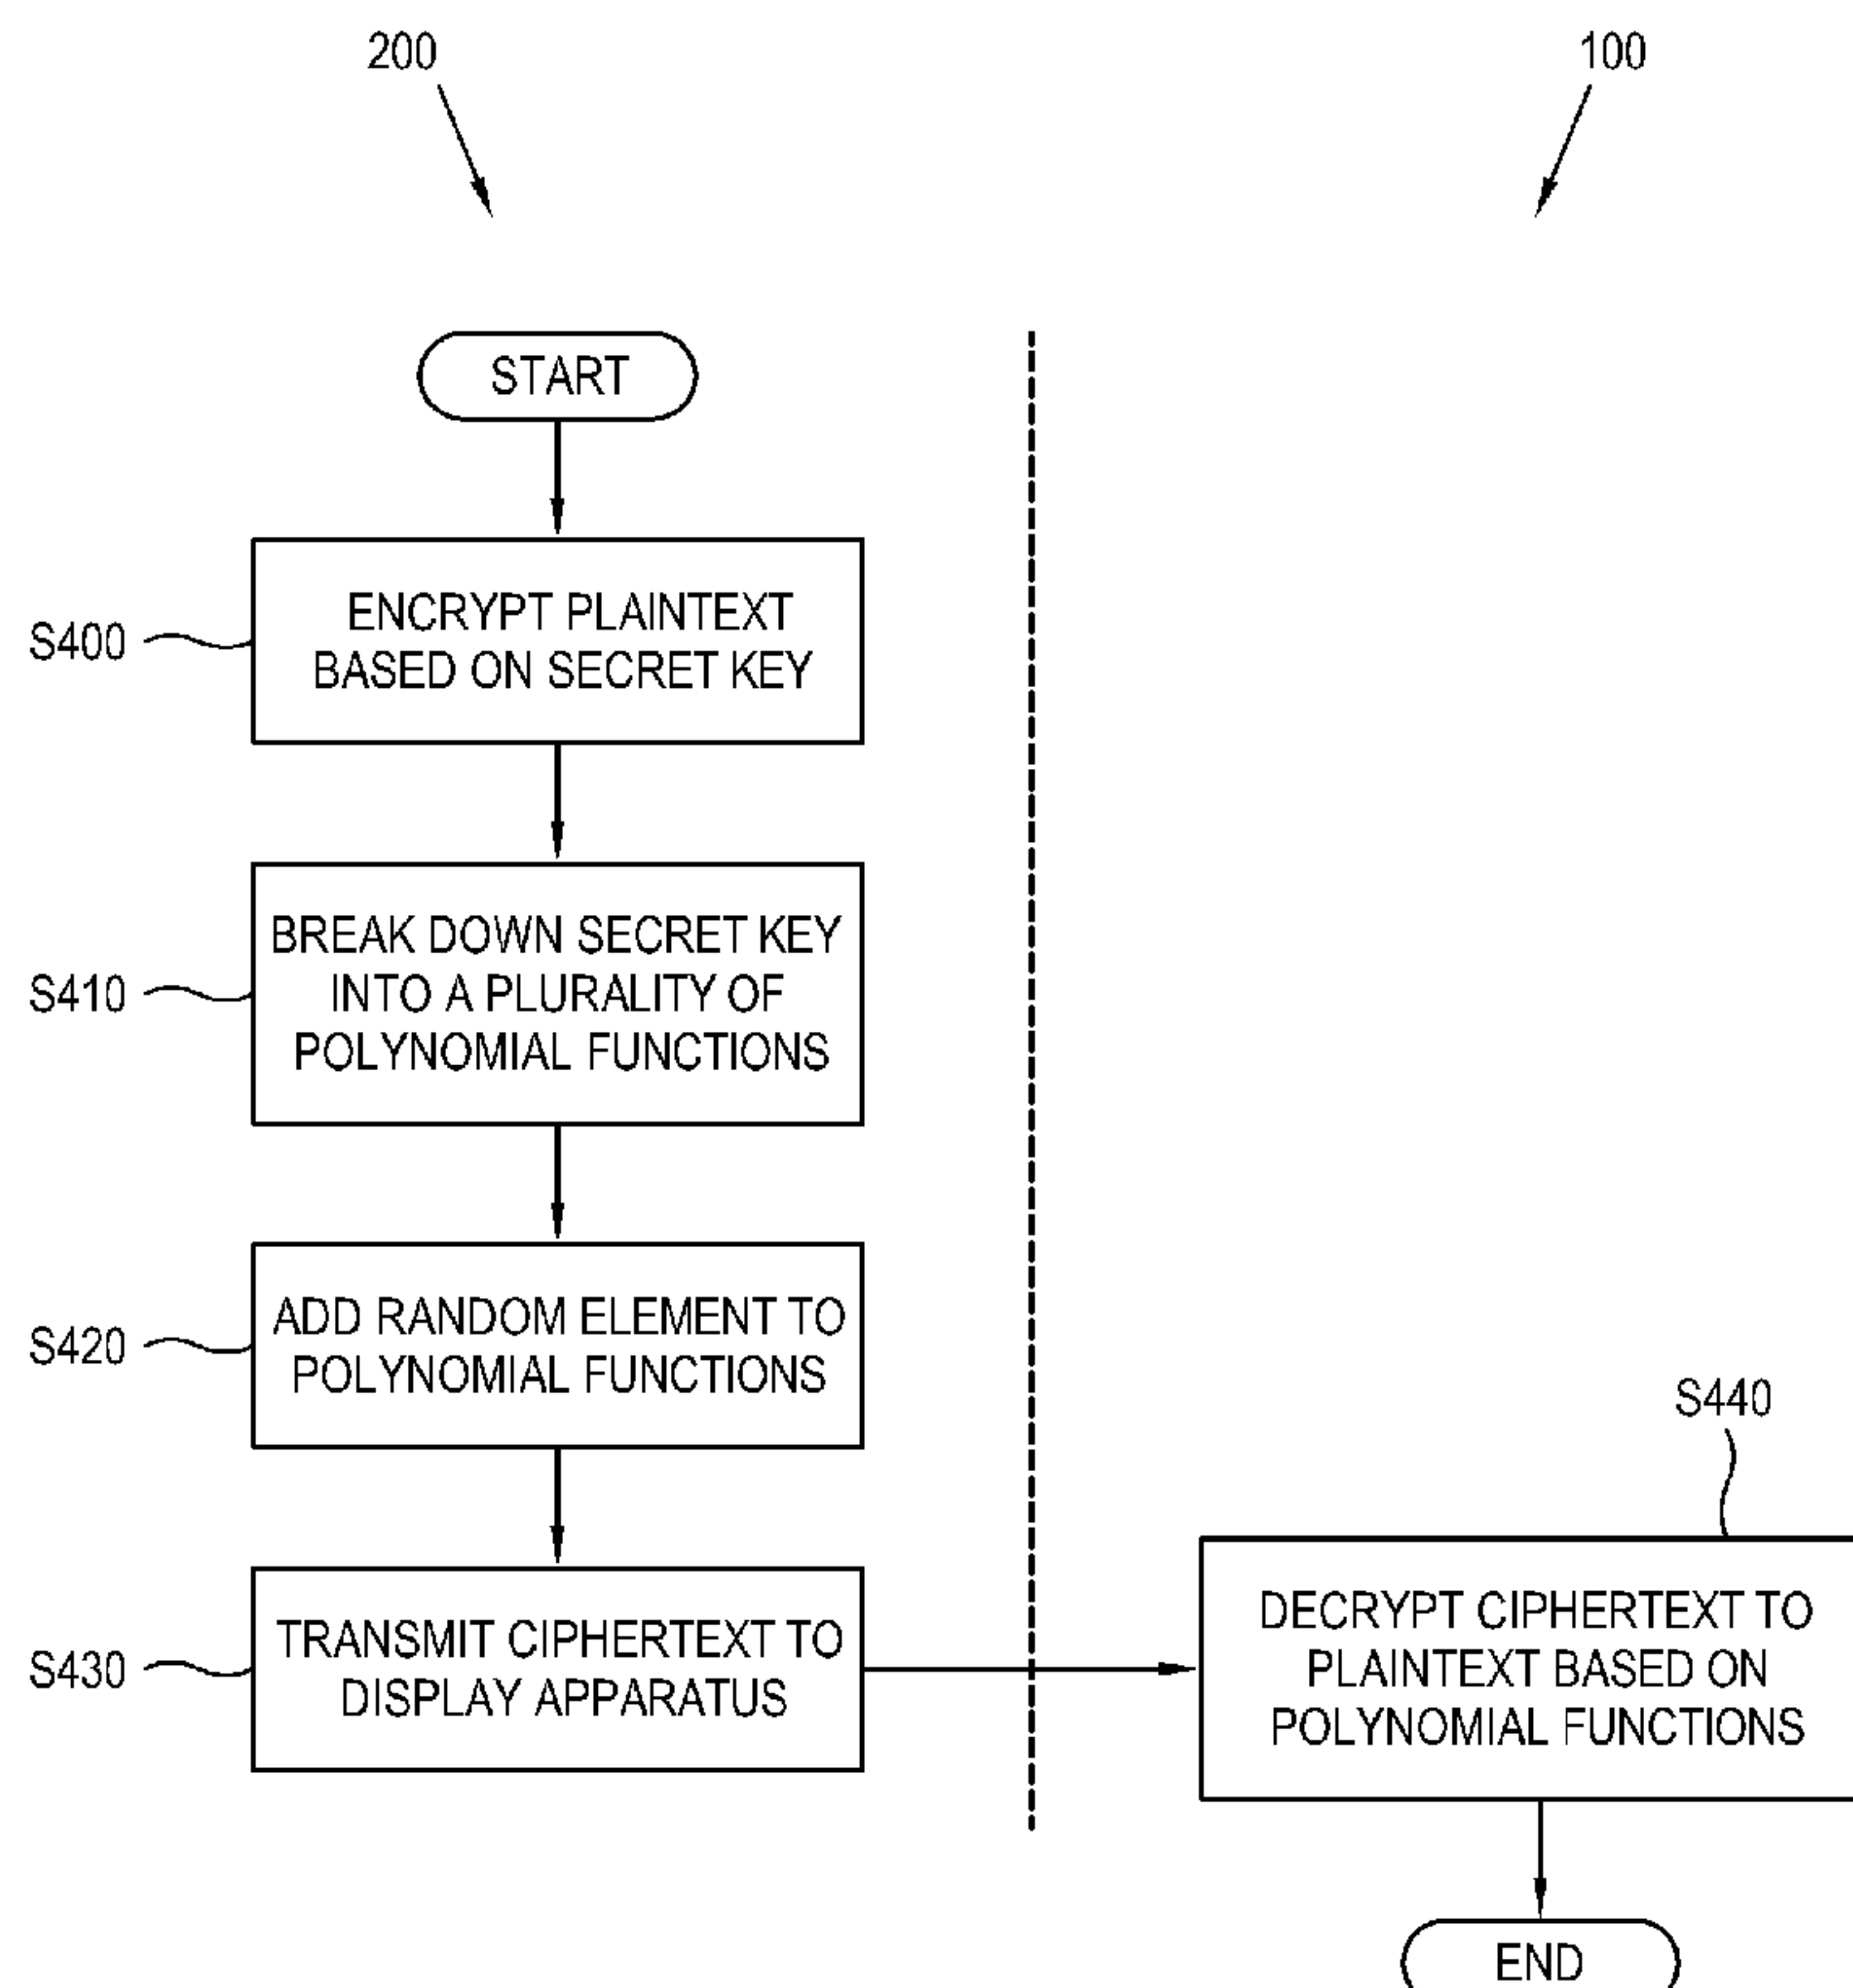 200
100
START
S400
ENCRYPT PLAINTEXT
BASED ON SECRET KEY
S410
BREAK DOWN SECRET KEY
INTO A PLURALITY OF
POLYNOMIAL FUNCTIONS
S420
ADD RANDOM ELEMENT TO
POLYNOMIAL FUNCTIONS
S430
TRANSMIT CIPHERTEXT TO
DISPLAY APPARATUS
S440
DECRYPT CIPHERTEXT TO
PLAINTEXT BASED ON
POLYNOMIAL FUNCTIONS
END